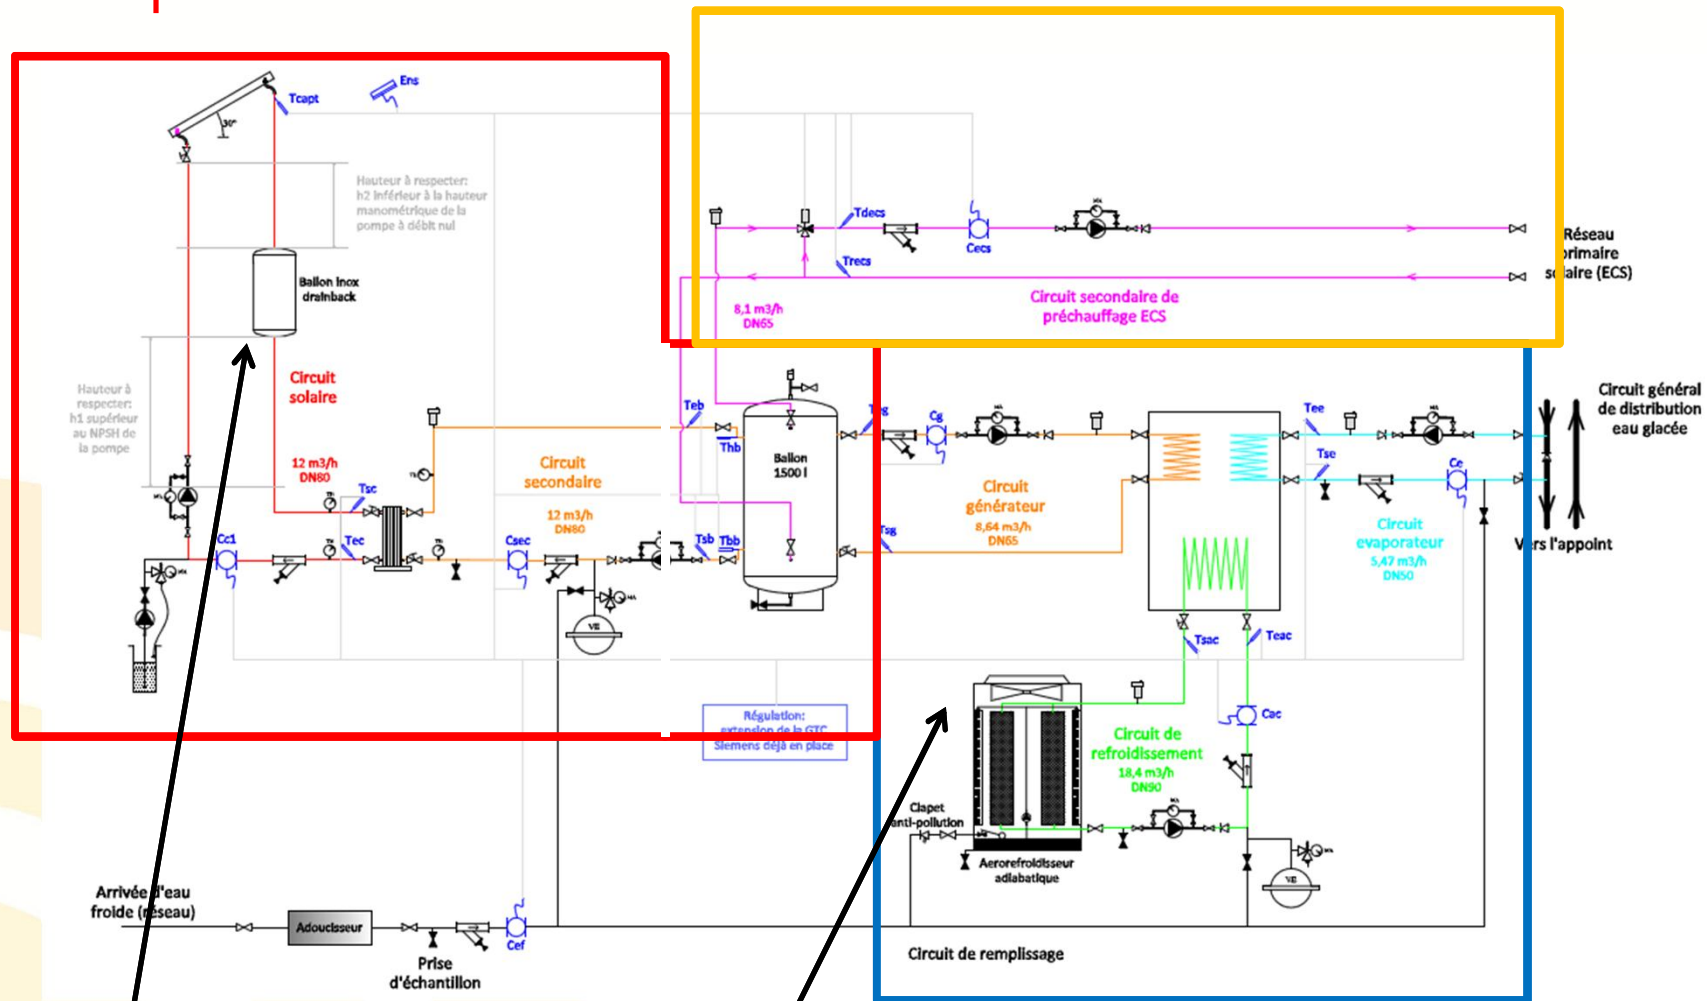 Ens
Tcapt
30°
Hauteur à respecter:
h2 inférieur à la hauteur
manométrique de la
pompe à débit nul
Ballon inox
drainback
Tdecs
Cecs
Trecs
Réseau
primaire
solaire (ECS)
8,1 m3/h
DN65
Circuit secondaire de
préchauffage ECS
Hauteur à
respecter:
h1 supérieur
au NPSH de
la pompe
Circuit
solaire
12 m3/h
DN80
Tsc
Tec
Cc1
Circuit
secondaire
12 m3/h
DN80
Csec
VE
Teb
Thb
Tsb
Tbb
Ballon
1500 l
Cg
Tsg
Circuit
générateur
8,64 m3/h
DN65
Tee
Tse
Ce
Circuit
evaporateur
5,47 m3/h
DN50
Circuit général
de distribution
eau glacée
Vers l'appoint
Tsac
Teac
Cac
Régulation:
extension de la GTC
Siemens déjà en place
Circuit de
refroidissement
18,4 m3/h
DN90
Clapet
anti-pollution
Aerorefroidisseur
adiabatique
VE
Arrivée d'eau
froide (réseau)
Adoucisseur
Cef
Prise
d'échantillon
Circuit de remplissage